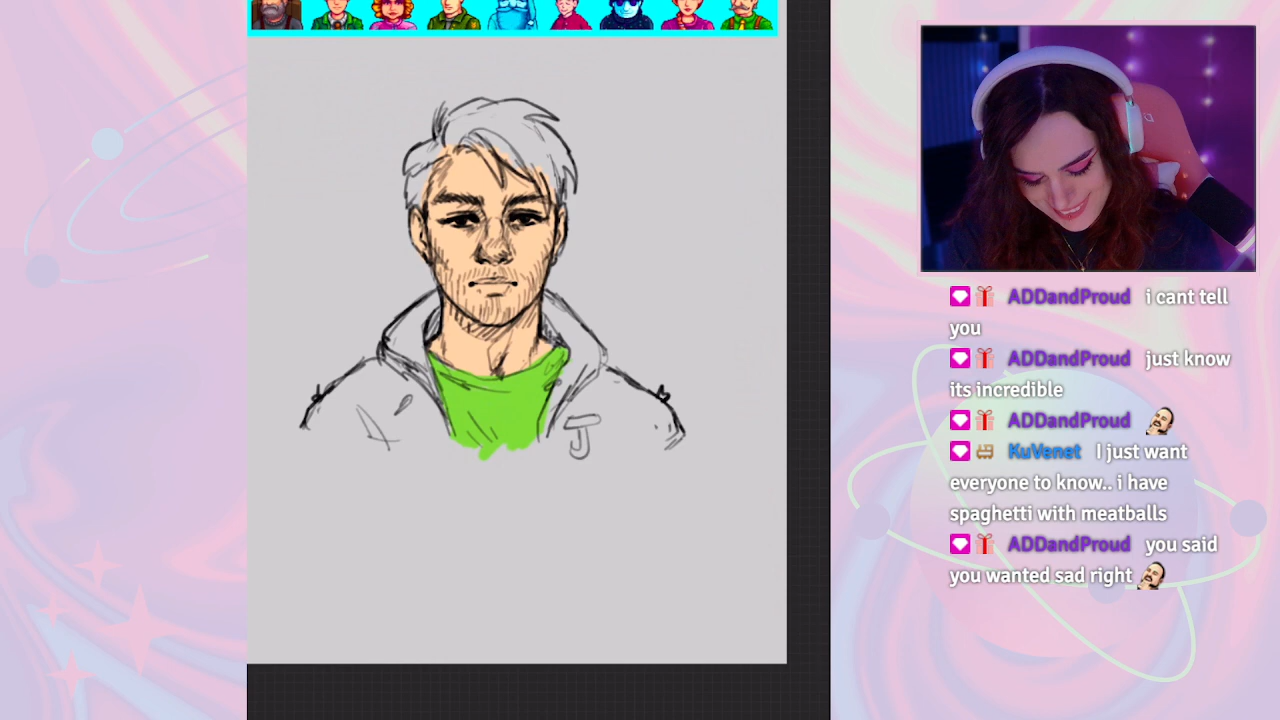 J
ADDandProud i cant tell
you
ADDandProud just know
its incredible
ADDandProud
KuVenet I just want
everyone to know.. i have
spaghetti with meatballs
ADDandProud you said
you wanted sad right